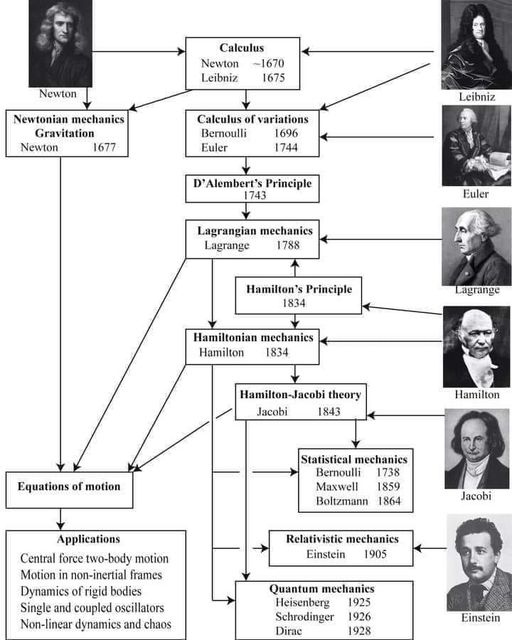 Newton
Calculus
Newton ~1670
Leibniz 1675
Leibniz
Newtonian mechanics
Gravitation
Newton 1677
Calculus of variations
Bernoulli 1696
Euler 1744
Euler
D'Alembert's Principle
1743
Lagrangian mechanics
Lagrange 1788
Lagrange
Hamilton's Principle
1834
Hamiltonian mechanics
Hamilton 1834
Hamilton
Hamilton-Jacobi theory
Jacobi 1843
Jacobi
Statistical mechanics
Bernoulli 1738
Maxwell 1859
Boltzmann 1864
Equations of motion
Applications
Central force two-body motion
Motion in non-inertial frames
Dynamics of rigid bodies
Single and coupled oscillators
Non-linear dynamics and chaos
Relativistic mechanics
Einstein 1905
Einstein
Quantum mechanics
Heisenberg 1925
Schrodinger 1926
Dirac 1928